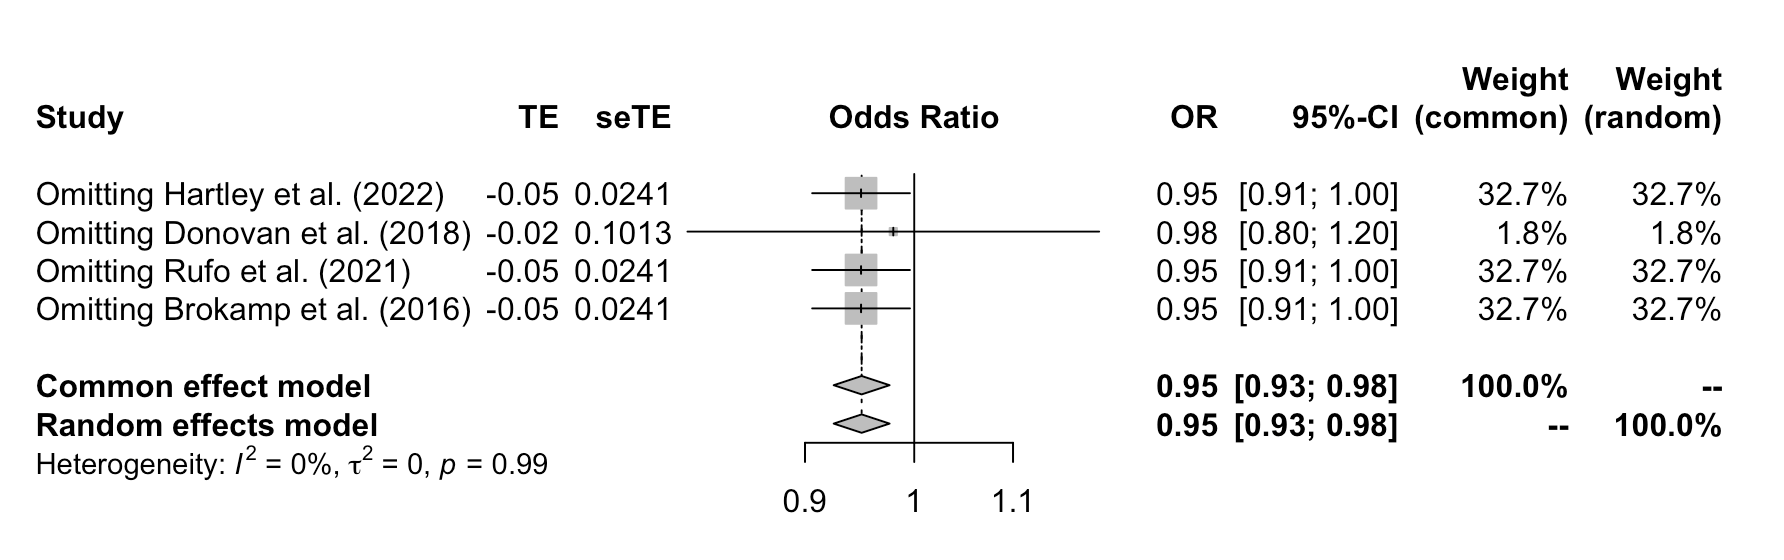 Weight Weight
Study TE seTE Odds Ratio OR 95%-CI (common) (random)
Omitting Hartley et al. (2022) -0.05 0.0241 0.95 [0.91; 1.00] 32.7% 32.7%
Omitting Donovan et al. (2018) -0.02 0.1013 0.98 [0.80; 1.20] 1.8% 1.8%
Omitting Rufo et al. (2021) -0.05 0.0241 0.95 [0.91; 1.00] 32.7% 32.7%
Omitting Brokamp et al. (2016) -0.05 0.0241 0.95 [0.91; 1.00] 32.7% 32.7%
Common effect model 0.95 [0.93; 0.98] 100.0% --
Random effects model 0.95 [0.93; 0.98] -- 100.0%
Heterogeneity: I² = 0%, τ² = 0, p = 0.99
0.9 1 1.1